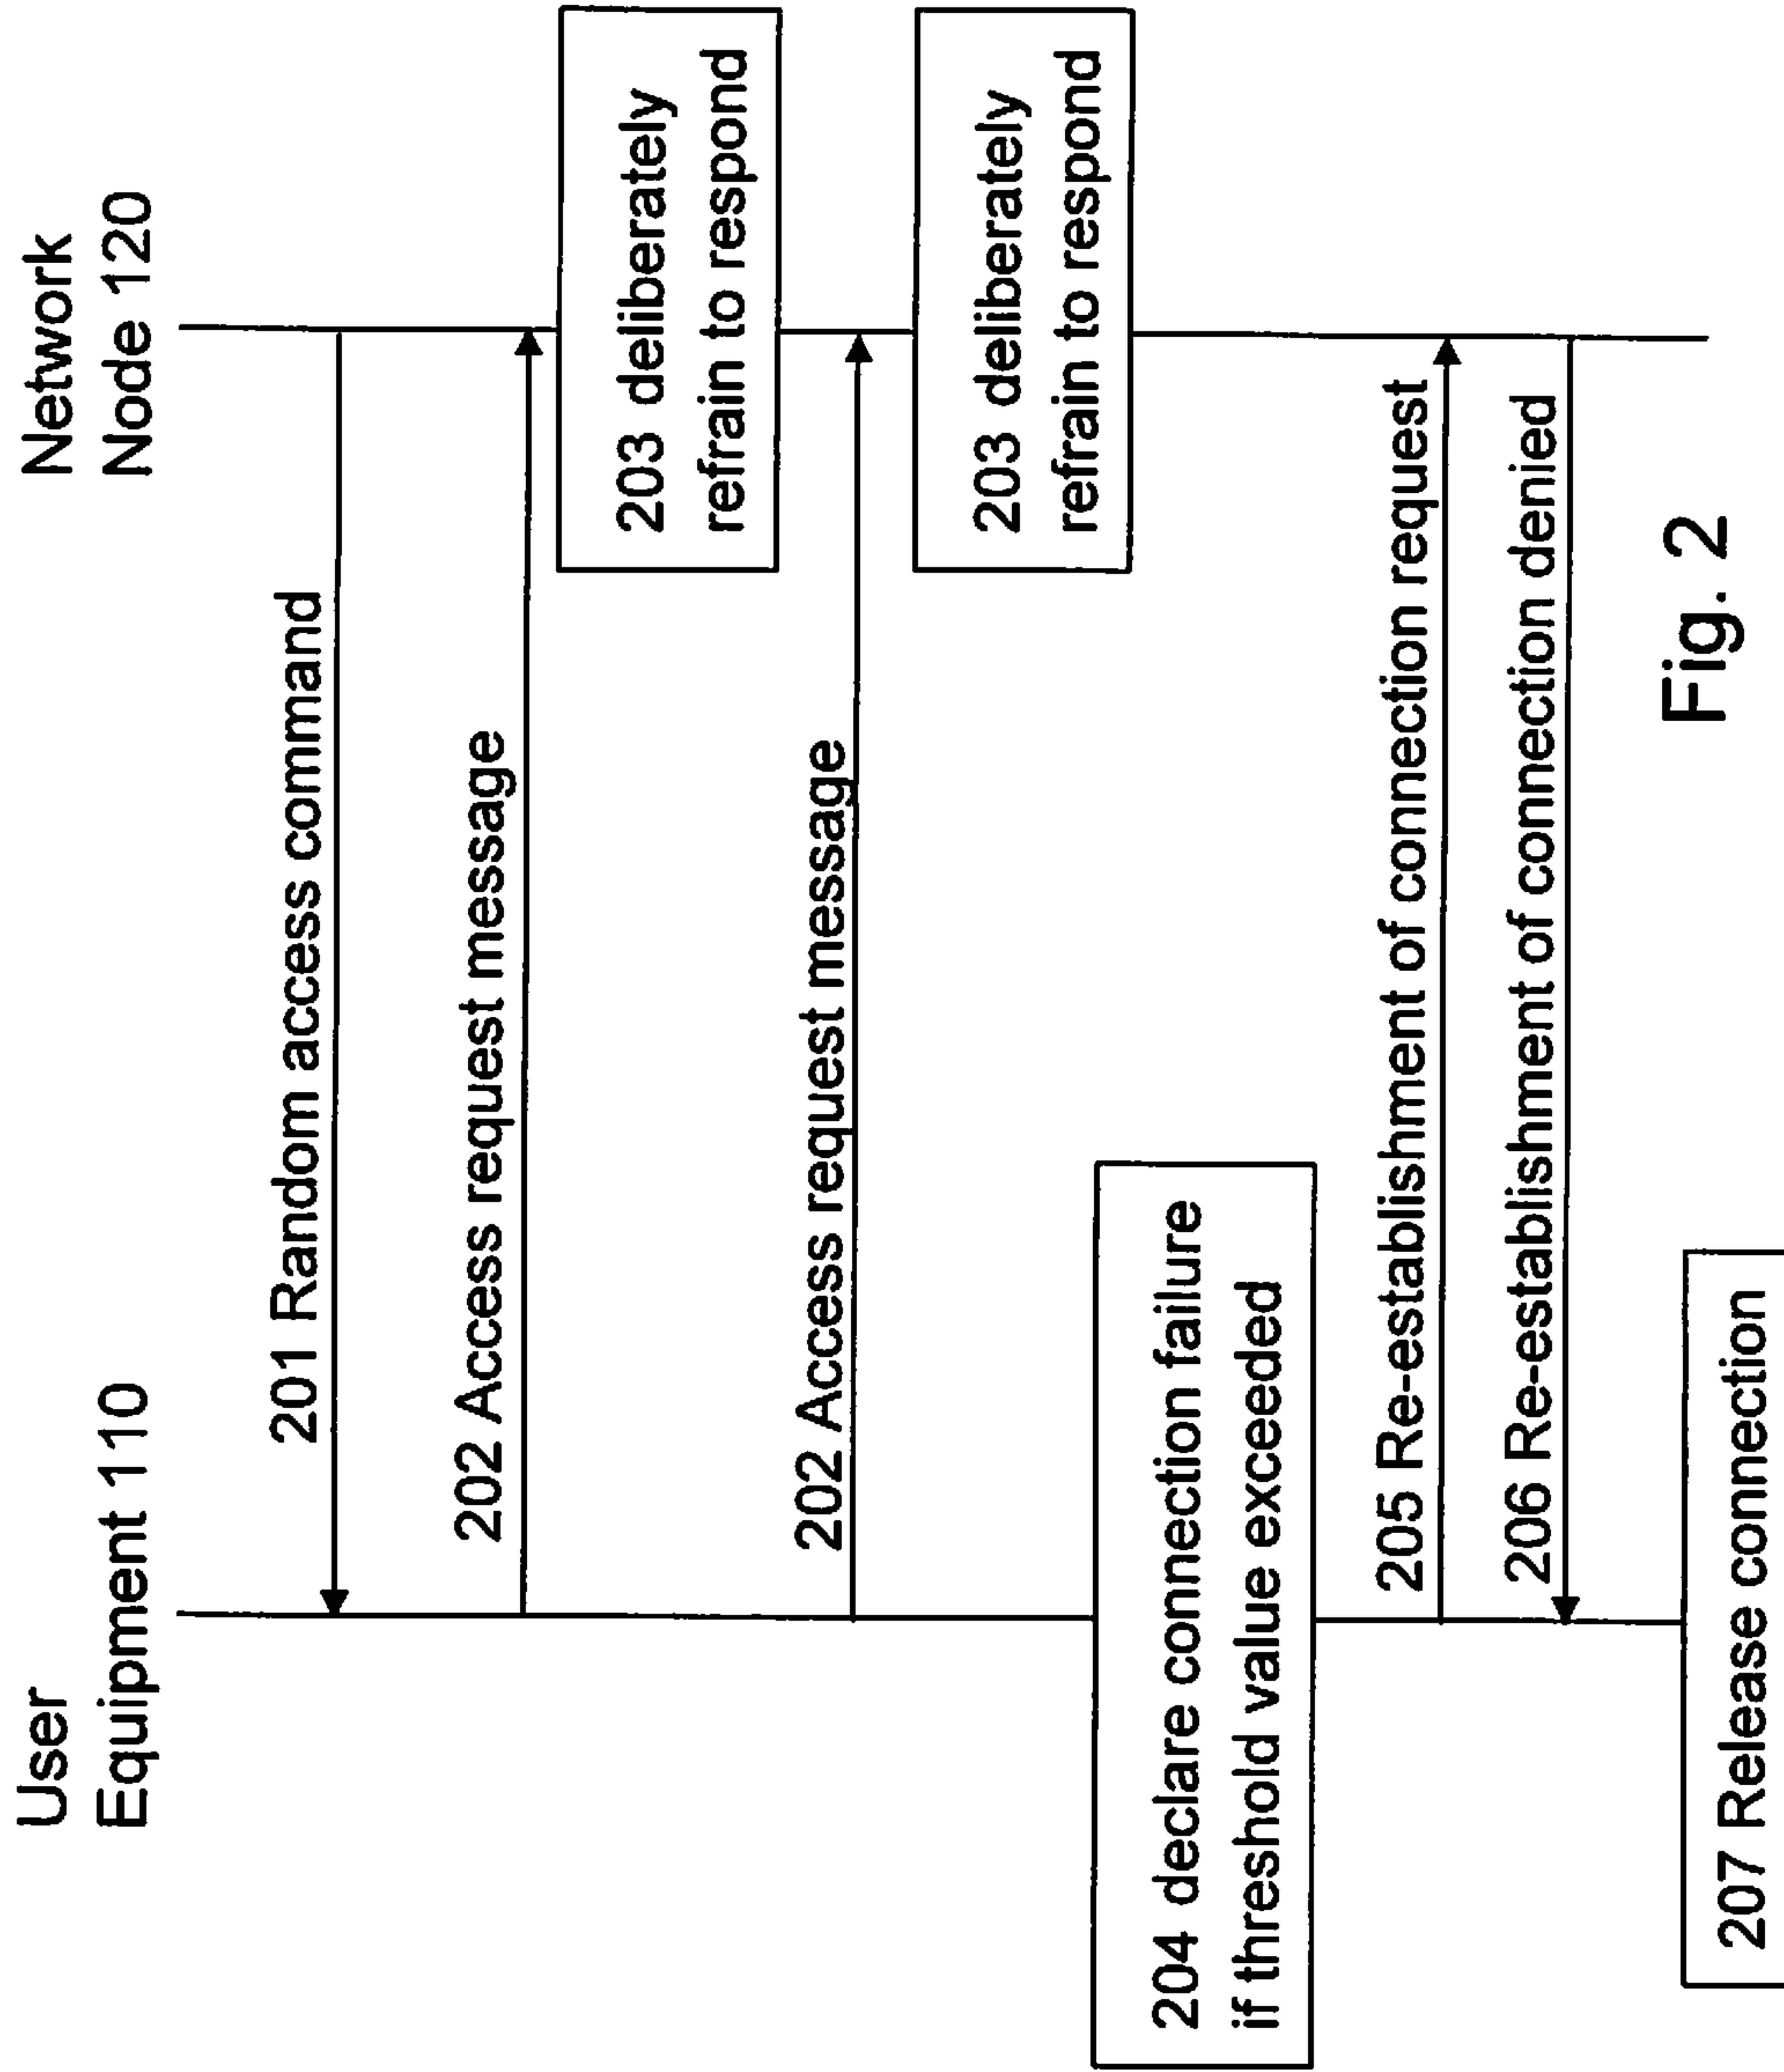 User
Equipment 110
Network
Node 120
201 Random access command
202 Access request message
203 deliberately
refrain to respond
202 Access request message
203 deliberately
refrain to respond
204 declare connection failure
if threshold value exceeded
205 Re-establishment of connection request
206 Re-establishment of connection denied
207 Release connection
Fig. 2